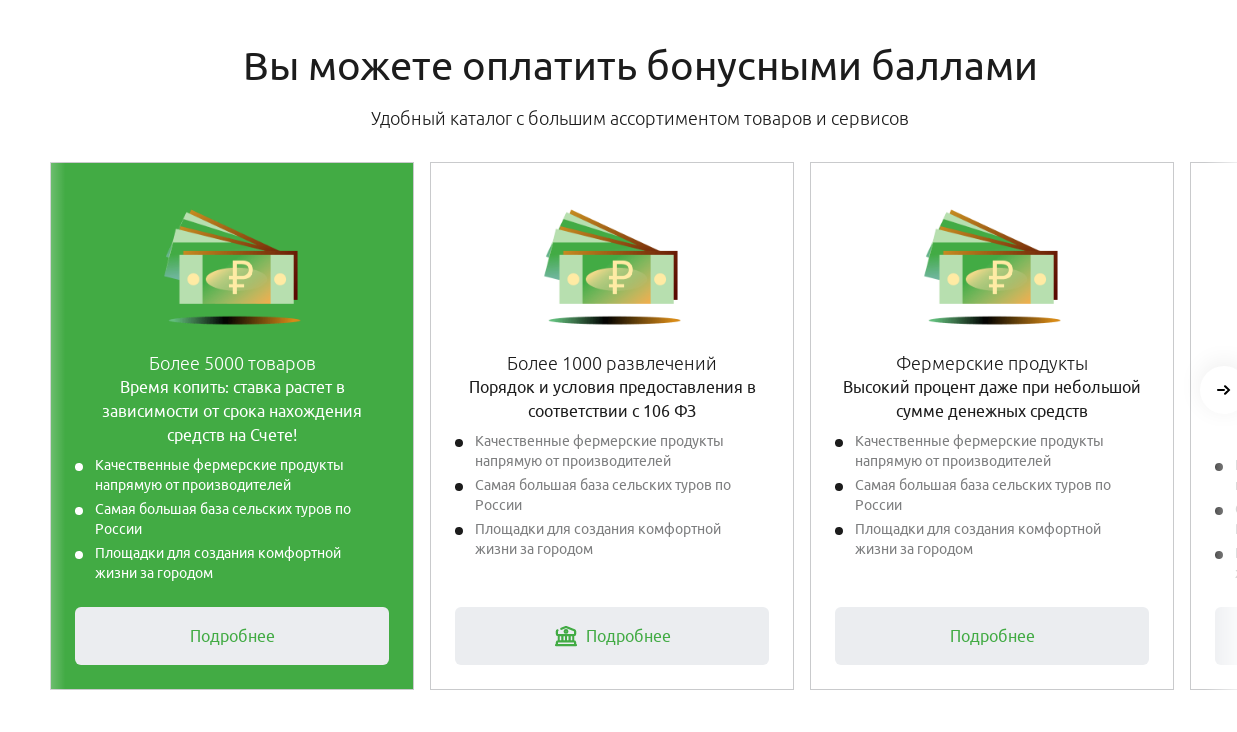 Вы можете оплатить бонусными баллами
Удобный каталог с большим ассортиментом товаров и сервисов
Более 5000 товаров
Время копить: ставка растет в
зависимости от срока нахождения
средств на Счете!
Качественные фермерские продукты
напрямую от производителей
Самая большая база сельских туров по
России
Площадки для создания комфортной
жизни за городом
Подробнее
Более 1000 развлечений
Порядок и условия предоставления в
соответствии с 106 ФЗ
Качественные фермерские продукты
напрямую от производителей
Самая большая база сельских туров по
России
Площадки для создания комфортной
жизни за городом
Подробнее
Фермерские продукты
Высокий процент даже при небольшой
сумме денежных средств
Качественные фермерские продукты
напрямую от производителей
Самая большая база сельских туров по
России
Площадки для создания комфортной
жизни за городом
Подробнее